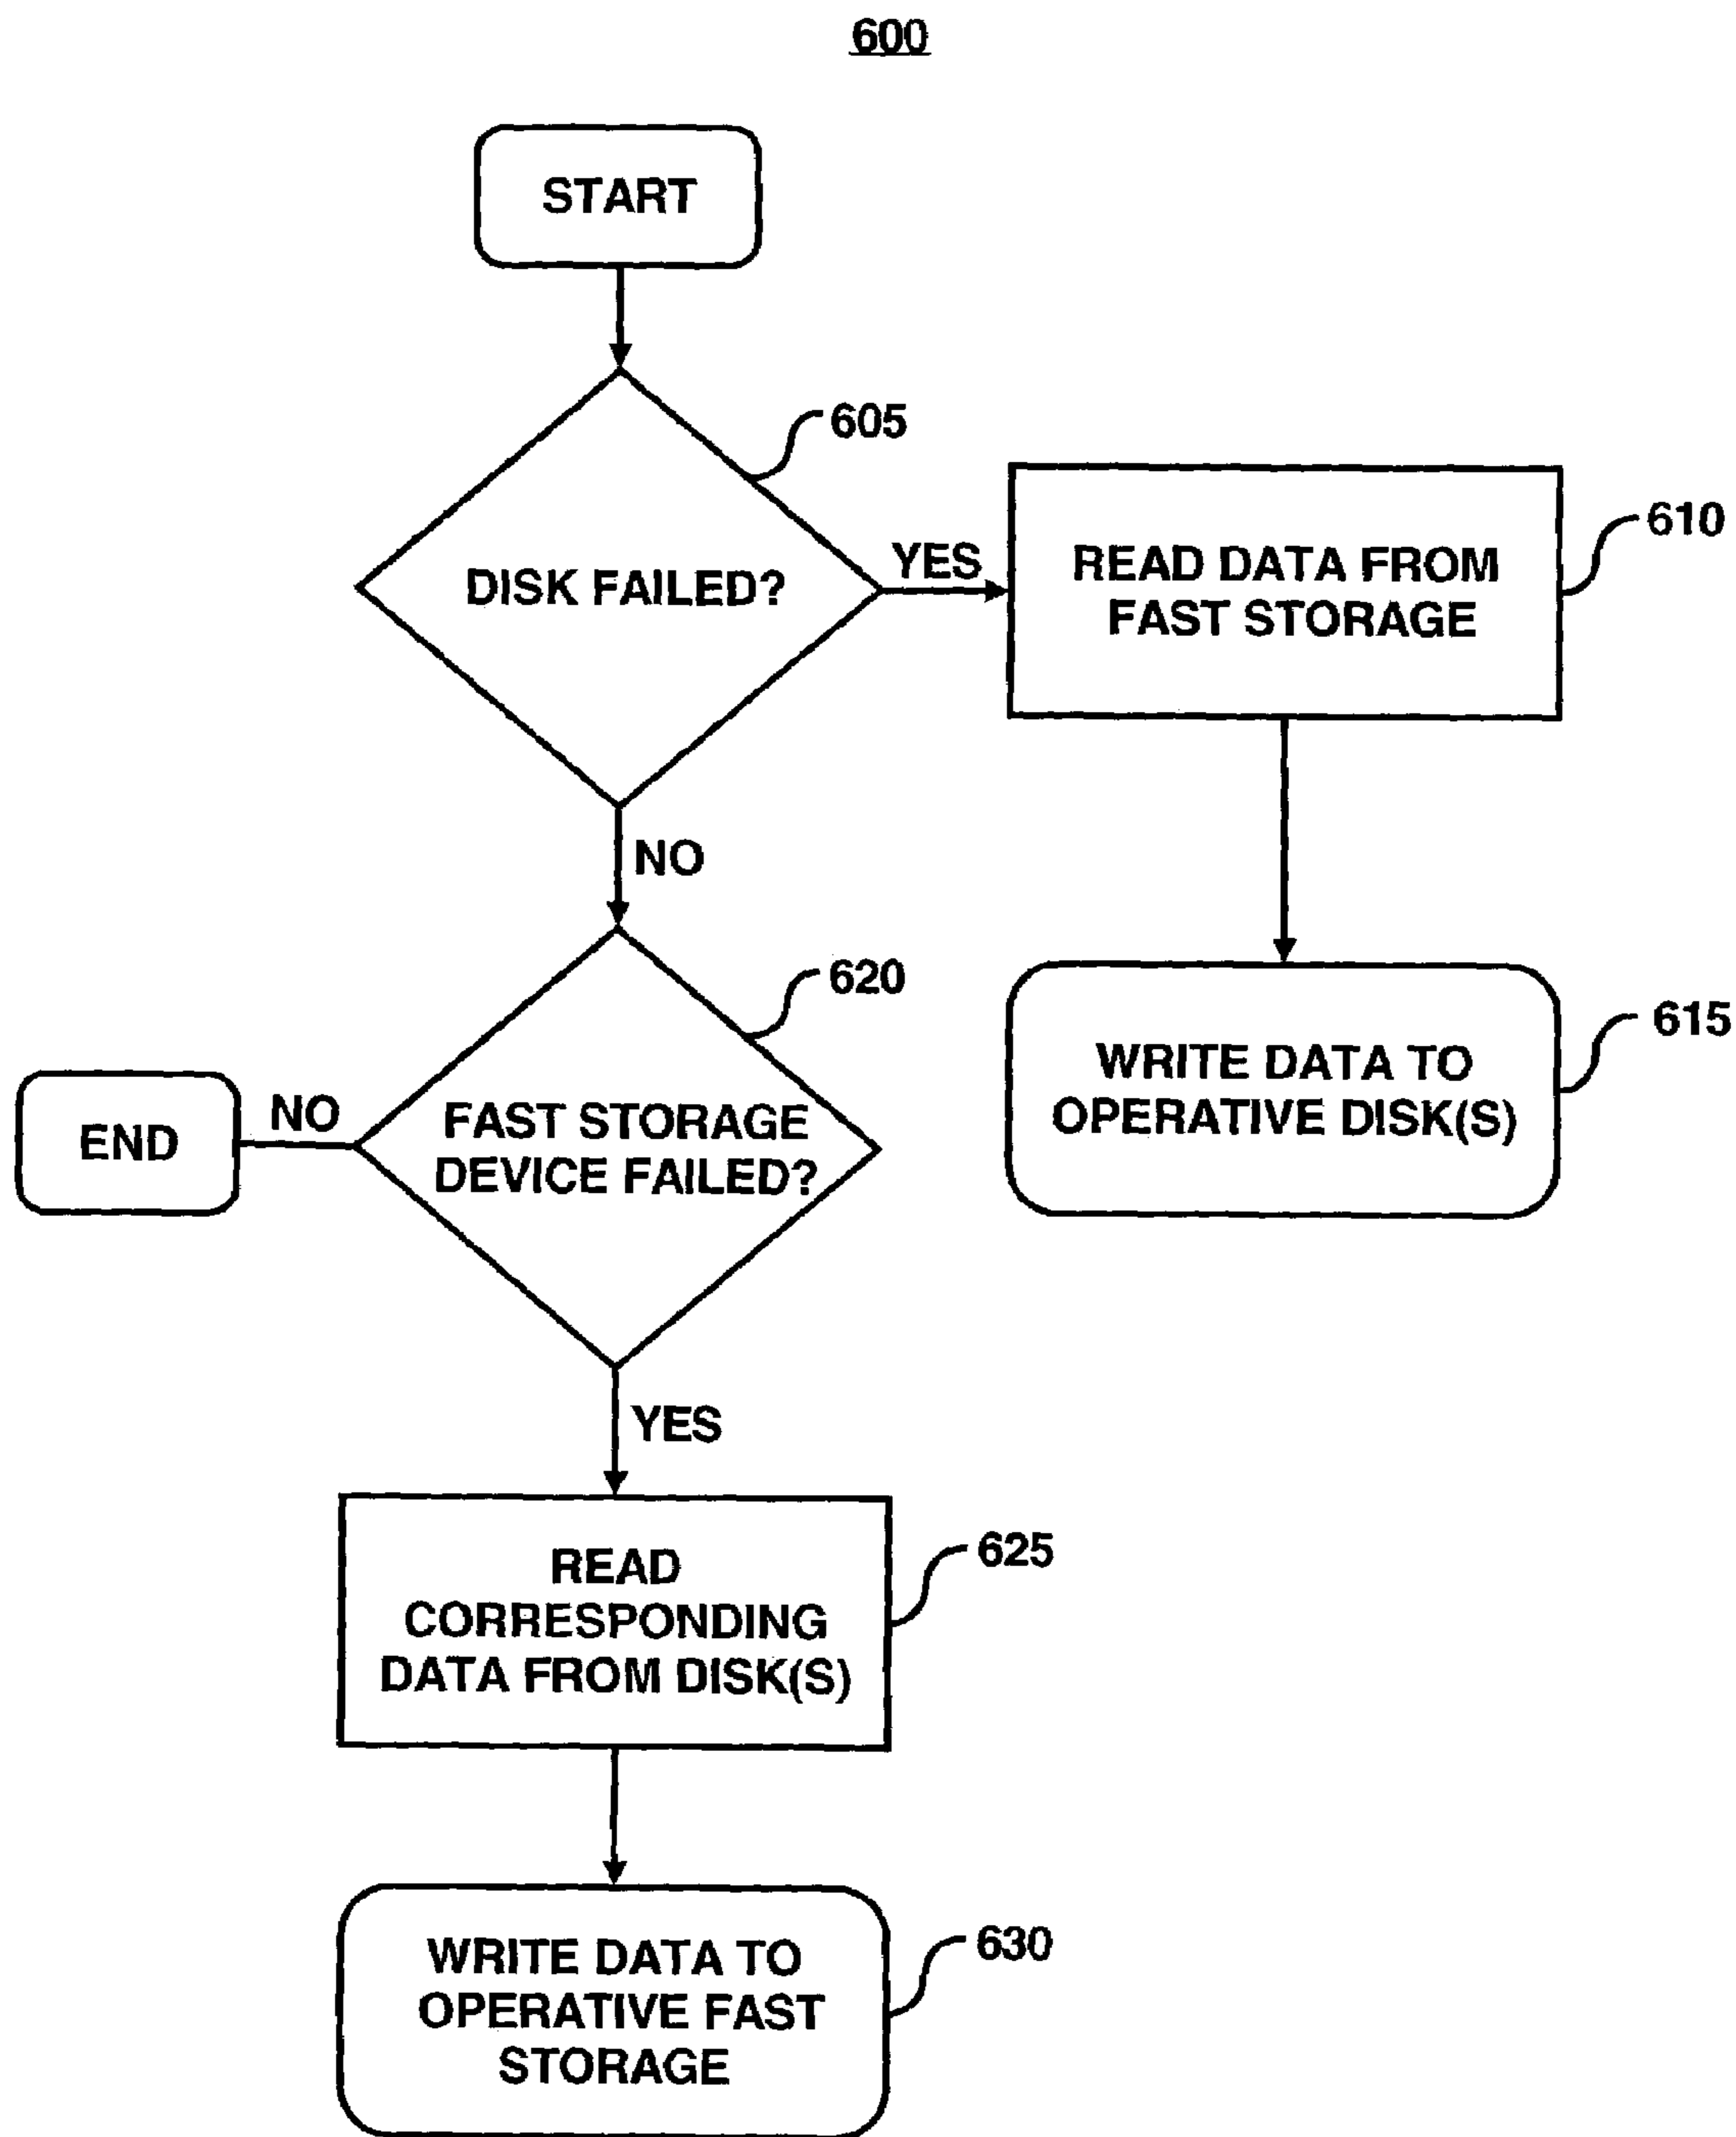 600
START
605
DISK FAILED?
YES
READ DATA FROM
FAST STORAGE
610
NO
620
FAST STORAGE
DEVICE FAILED?
NO
END
WRITE DATA TO
OPERATIVE DISK(S)
615
YES
READ
CORRESPONDING
DATA FROM DISK(S)
625
WRITE DATA TO
OPERATIVE FAST
STORAGE
630